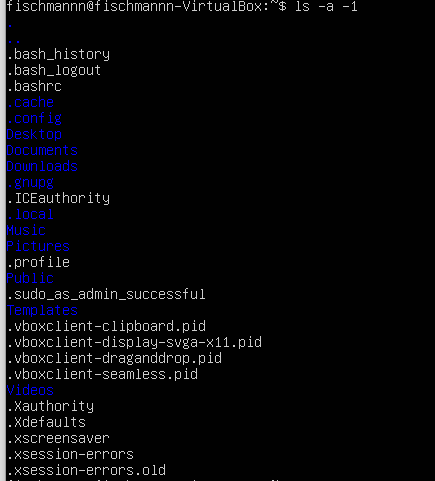 fischmannn@fischmannn-VirtualBox:~$ ls -a -1
.
..
.bash_history
.bash_logout
.bashrc
.cache
.config
Desktop
Documents
Downloads
.gnupg
.ICEauthority
.local
Music
Pictures
.profile
Public
.sudo_as_admin_successful
Templates
.vboxclient-clipboard.pid
.vboxclient-display-svga-x11.pid
.vboxclient-draganddrop.pid
.vboxclient-seamless.pid
Videos
.Xauthority
.Xdefaults
.xscreensaver
.xsession-errors
.xsession-errors.old